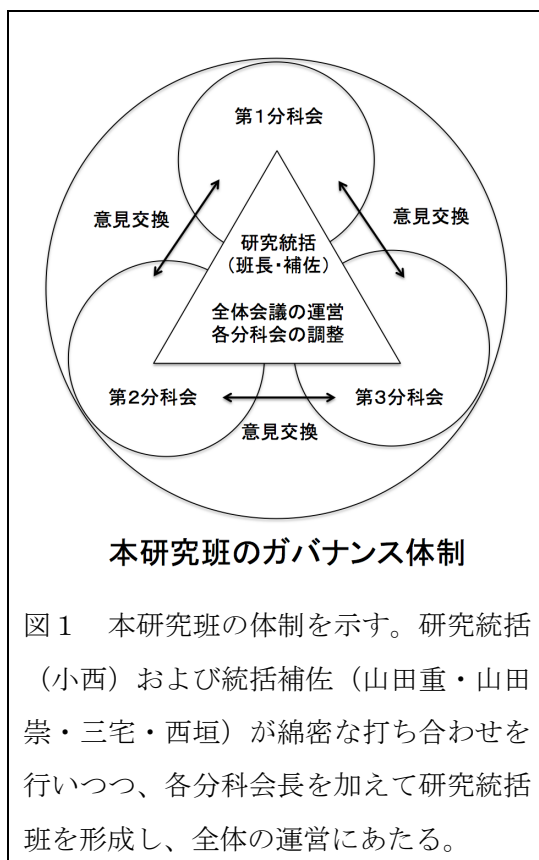 第1分科会
意見交換
意見交換
研究統括
(班長・補佐)
全体会議の運営
各分科会の調整
第2分科会
第3分科会
意見交換
本研究班のガバナンス体制
図１　本研究班の体制を示す。研究統括
（小西）および統括補佐（山田重・山田
崇・三宅・西垣）が綿密な打ち合わせを
行いつつ、各分科会長を加えて研究統括
班を形成し、全体の運営にあたる。